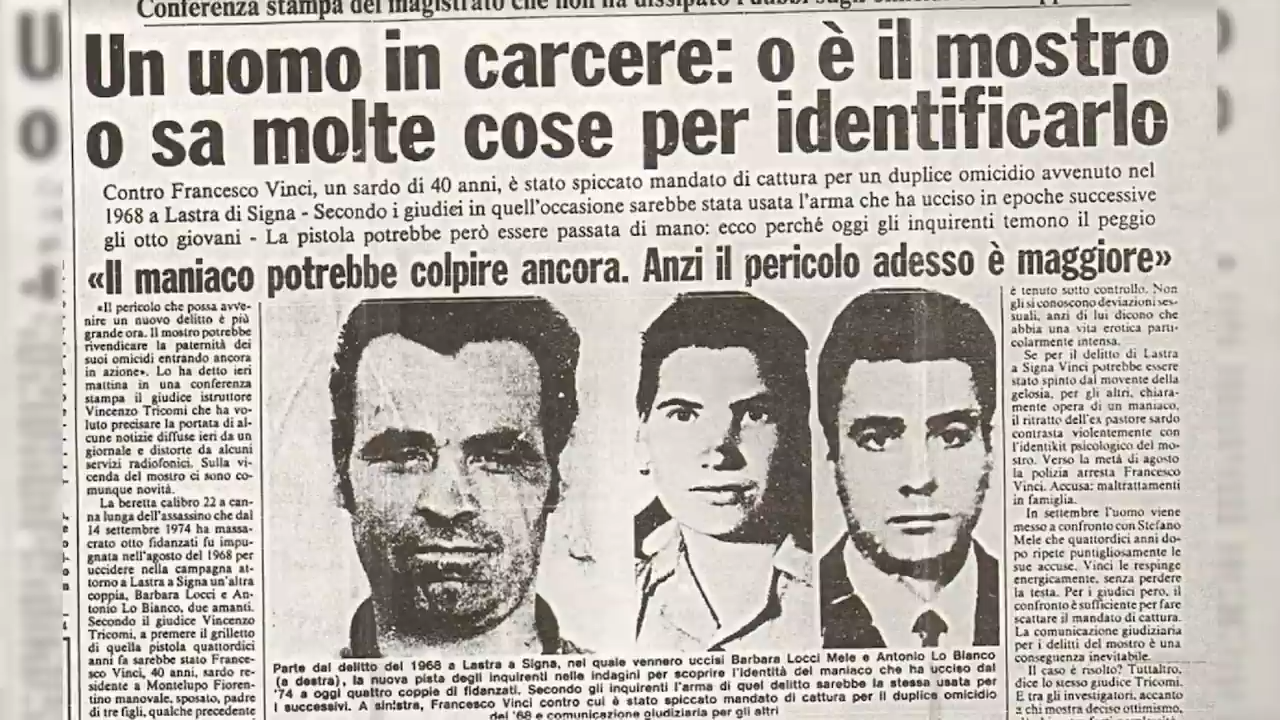 Conferenza stampa del magistrato che non ha dissipato i dubbi sugli
Un uomo in carcere: o è il mostro
o sa molte cose per identificarlo
Contro Francesco Vinci, un sardo di 40 anni, è stato spiccato mandato di cattura per un duplice omicidio avvenuto nel
1968 a Lastra di Signa - Secondo i giudici in quell'occasione sarebbe stata usata l'arma che ha ucciso in epoche successive
gli otto giovani - La pistola potrebbe però essere passata di mano: ecco perché oggi gli inquirenti temono il peggio
«Il maniaco potrebbe colpire ancora. Anzi il pericolo adesso è maggiore»
«Il pericolo che possa avve-
nire un nuovo delitto è più
grande ora. Il mostro potrebbe
rivendicare la paternità dei
suoi omicidi entrando ancora
in azione». Lo ha detto ieri
mattina in una conferenza
stampa il giudice istruttore
Vincenzo Tricomi che ha vo-
luto precisare la portata di al-
cune notizie diffuse ieri da un
giornale e distorte da alcuni
servizi radiofonici. Sulla vi-
cenda del mostro ci sono co-
munque novità.
La beretta calibro 22 a can-
na lunga dell'assassino che dal
14 settembre 1974 ha massa-
crato otto fidanzati fu impu-
gnata nell'agosto del 1968 per
uccidere nella campagna at-
torno a Lastra a Signa un'altra
coppia, Barbara Locci e An-
tonio Lo Bianco, due amanti.
Secondo il giudice Vincenzo
Tricomi, a premere il grilletto
di quella pistola quattordici
anni fa sarebbe stato France-
sco Vinci, 40 anni, sardo re-
sidente a Montelupo Fioren-
tino manovale, sposato, padre
di tre figli, qualche precedente
Parte dal delitto del 1968 a Lastra a Signa, nel quale vennero uccisi Barbara Locci Mele e Antonio Lo Bianco
(a destra), la nuova pista degli inquirenti nelle indagini per scoprire l'identità del maniaco che ha ucciso dal
'74 a oggi quattro coppie di fidanzati. Secondo gli inquirenti l'arma di quel delitto sarebbe la stessa usata per
i successivi. A sinistra, Francesco Vinci contro cui è stato spiccato mandato di cattura per il duplice omicidio
del '68 e comunicazione giudiziaria per gli altri
è tenuto sotto controllo. Non
gli si conoscono deviazioni ses-
suali, anzi di lui dicono che
abbia una vita erotica parti-
colarmente intensa.
Se per il delitto di Lastra
a Signa Vinci potrebbe essere
stato spinto dal movente della
gelosia, per gli altri, chiara-
mente opera di un maniaco,
il ritratto dell'ex pastore sardo
contrasta violentemente con
l'identikit psicologico del mo-
stro. Verso la metà di agosto
la polizia arresta Francesco
Vinci. Accusa: maltrattamenti
in famiglia.
In settembre l'uomo viene
messo a confronto con Stefano
Mele che quattordici anni do-
po ripete puntigliosamente le
sue accuse. Vinci le respinge
energicamente, senza perdere
la testa. Per i giudici pero, il
confronto è sufficiente per fare
scattare il mandato di cattura.
La comunicazione giudiziaria
per i delitti del mostro è una
conseguenza inevitabile.
Il caso è risolto? Tuttaltro,
dice lo stesso giudice Tricomi.
E tra gli investigatori, accanto
a chi mostra deciso ottimismo,